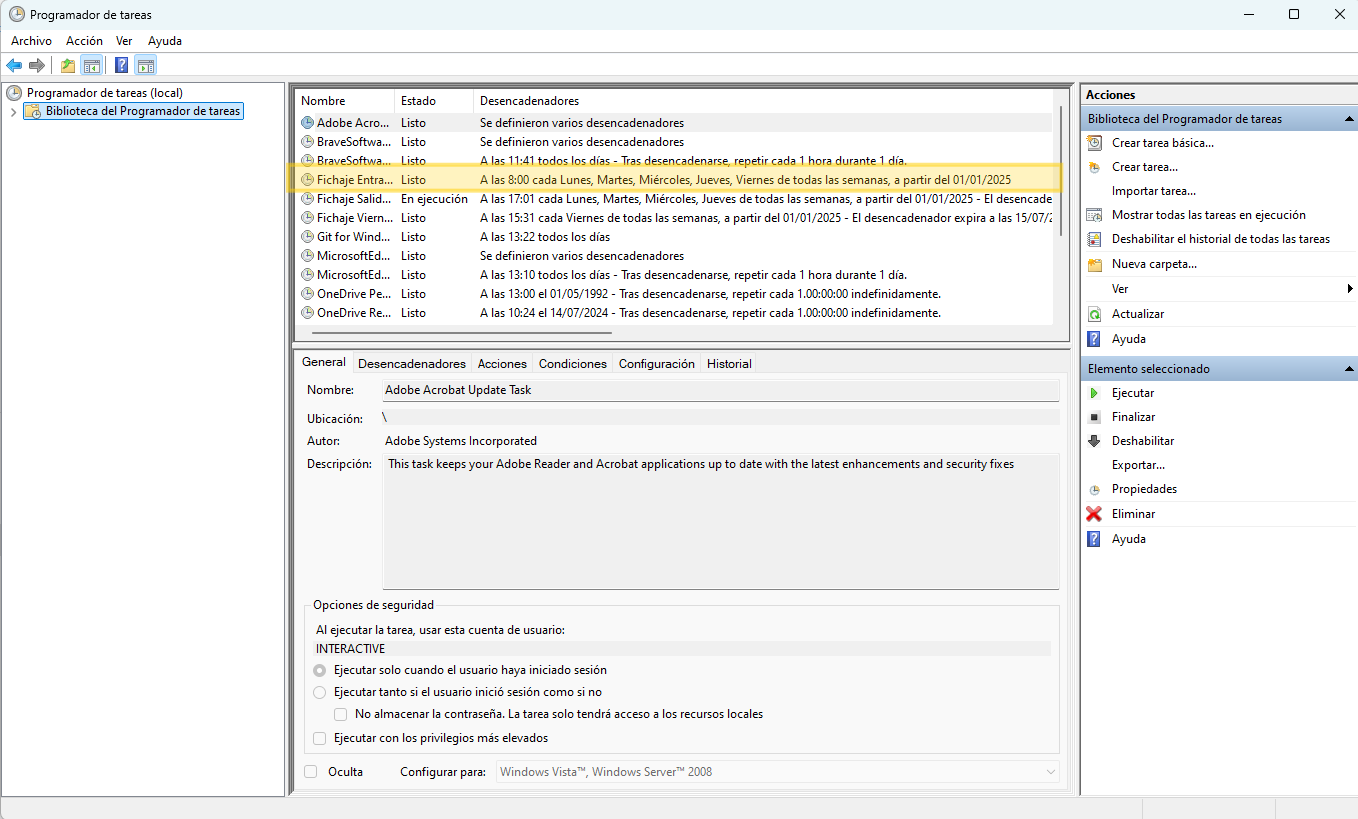 Programador de tareas
Archivo Acción Ver Ayuda
Programador de tareas (local)
Biblioteca del Programador de tareas
Nombre Estado Desencadenadores
Adobe Acro... Listo Se definieron varios desencadenadores
BraveSoftwa... Listo Se definieron varios desencadenadores
BraveSoftwa... Listo A las 11:41 todos los días - Tras desencadenarse, repetir cada 1 hora durante 1 día.
Fichaje Entra... Listo A las 8:00 cada Lunes, Martes, Miércoles, Jueves, Viernes de todas las semanas, a partir del 01/01/2025
Fichaje Salid... En ejecución A las 17:01 cada Lunes, Martes, Miércoles, Jueves de todas las semanas, a partir del 01/01/2025 - El desencade
Fichaje Viern... Listo A las 15:31 cada Viernes de todas las semanas, a partir del 01/01/2025 - El desencadenador expira a las 15/07/2
Git for Wind... Listo A las 13:22 todos los días
MicrosoftEd... Listo Se definieron varios desencadenadores
MicrosoftEd... Listo A las 13:10 todos los días - Tras desencadenarse, repetir cada 1 hora durante 1 día.
OneDrive Pe... Listo A las 13:00 el 01/05/1992 - Tras desencadenarse, repetir cada 1.00:00:00 indefinidamente.
OneDrive Re... Listo A las 10:24 el 14/07/2024 - Tras desencadenarse, repetir cada 1.00:00:00 indefinidamente.
General Desencadenadores Acciones Condiciones Configuración Historial
Nombre: Adobe Acrobat Update Task
Ubicación: \
Autor: Adobe Systems Incorporated
Descripción: This task keeps your Adobe Reader and Acrobat applications up to date with the latest enhancements and security fixes
Opciones de seguridad
Al ejecutar la tarea, usar esta cuenta de usuario:
INTERACTIVE
Ejecutar solo cuando el usuario haya iniciado sesión
Ejecutar tanto si el usuario inició sesión como si no
No almacenar la contraseña. La tarea solo tendrá acceso a los recursos locales
Ejecutar con los privilegios más elevados
Oculta Configurar para: Windows Vista™, Windows Server™ 2008
Acciones
Biblioteca del Programador de tareas
Crear tarea básica...
Crear tarea...
Importar tarea...
Mostrar todas las tareas en ejecución
Deshabilitar el historial de todas las tareas
Nueva carpeta...
Ver
Actualizar
Ayuda
Elemento seleccionado
Ejecutar
Finalizar
Deshabilitar
Exportar...
Propiedades
Eliminar
Ayuda